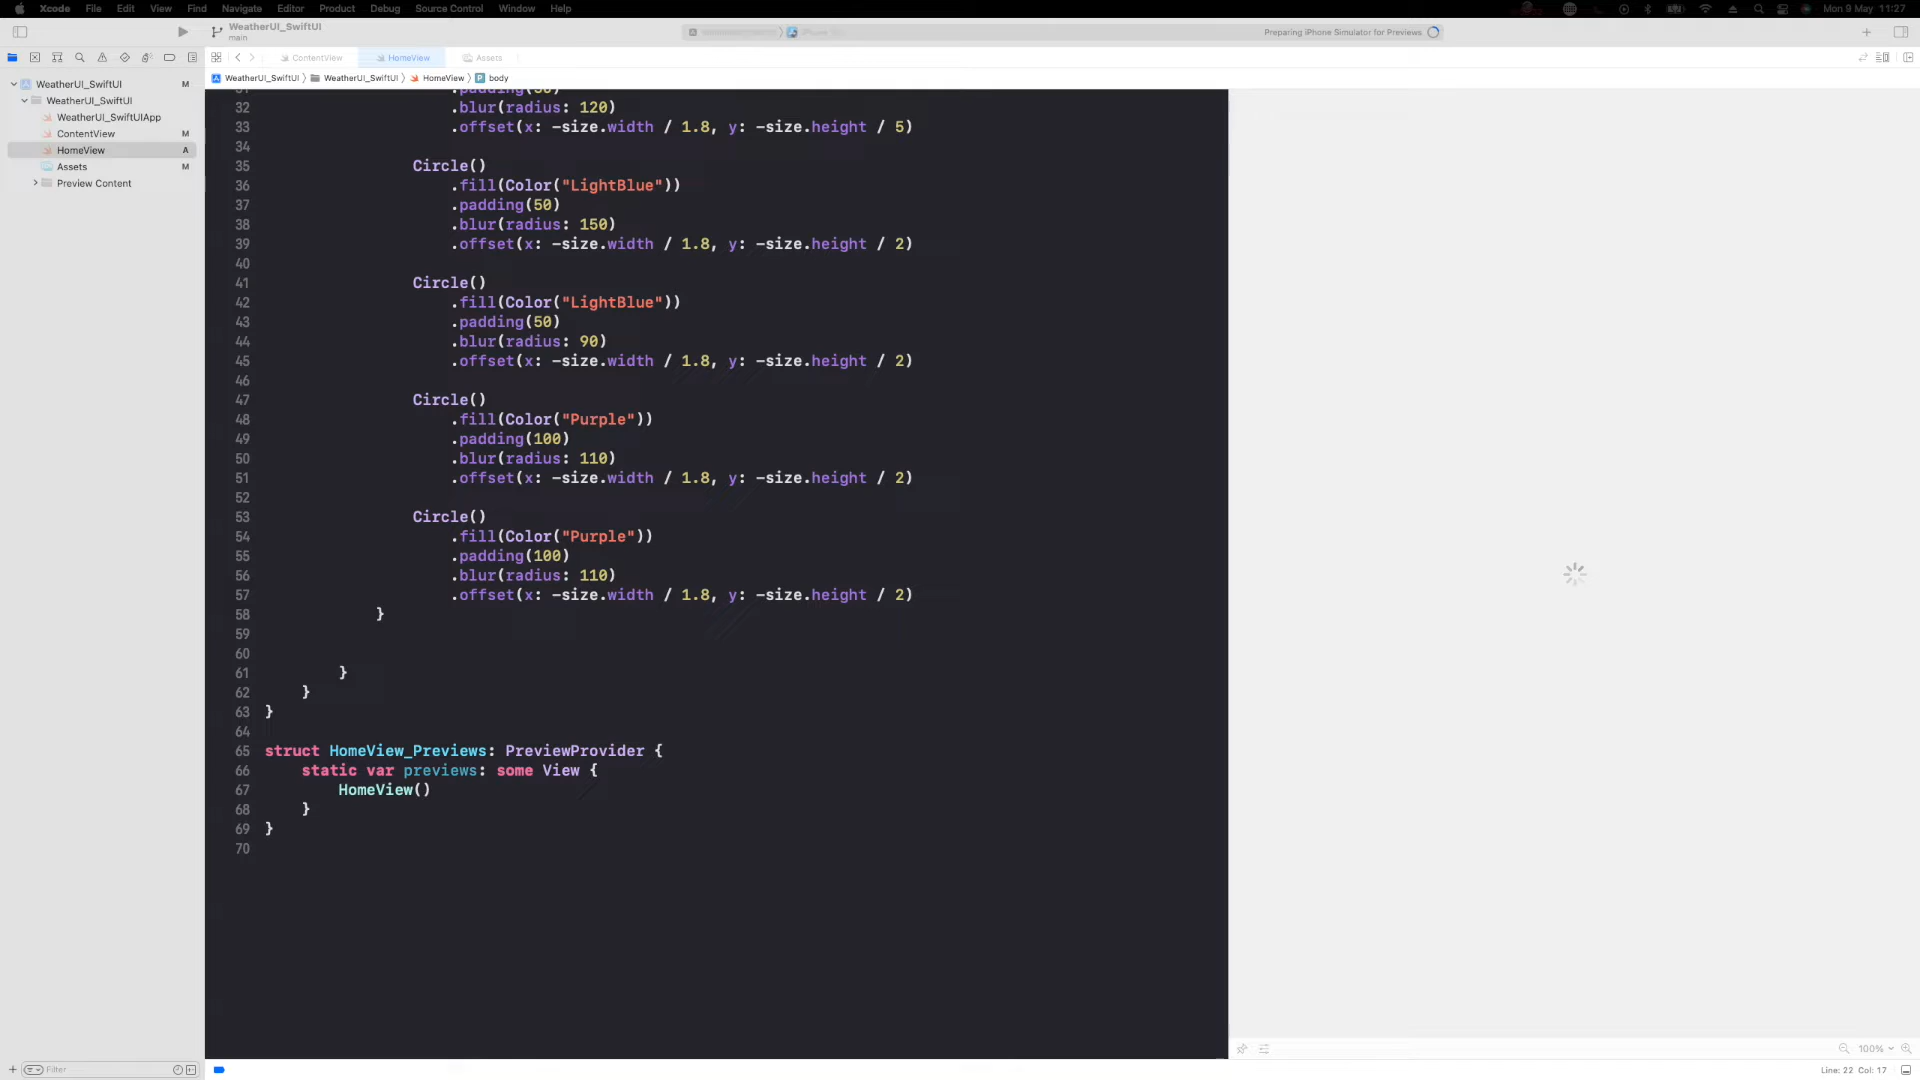 Xcode File Edit View Find Navigate Editor Product Debug Source Control Window Help Mon 9 May 11:27
WeatherUI_SwiftUI
main
Preparing iPhone Simulator for Previews
ContentView HomeView Assets
WeatherUI_SwiftUI WeatherUI_SwiftUI HomeView body
WeatherUI_SwiftUI M
WeatherUI_SwiftUI
WeatherUI_SwiftUIApp
ContentView M
HomeView A
Assets M
Preview Content
32 .blur(radius: 120)
33 .offset(x: -size.width / 1.8, y: -size.height / 5)
34
35 Circle()
36 .fill(Color("LightBlue"))
37 .padding(50)
38 .blur(radius: 150)
39 .offset(x: -size.width / 1.8, y: -size.height / 2)
40
41 Circle()
42 .fill(Color("LightBlue"))
43 .padding(50)
44 .blur(radius: 90)
45 .offset(x: -size.width / 1.8, y: -size.height / 2)
46
47 Circle()
48 .fill(Color("Purple"))
49 .padding(100)
50 .blur(radius: 110)
51 .offset(x: -size.width / 1.8, y: -size.height / 2)
52
53 Circle()
54 .fill(Color("Purple"))
55 .padding(100)
56 .blur(radius: 110)
57 .offset(x: -size.width / 1.8, y: -size.height / 2)
58 }
59
60
61 }
62 }
63 }
64
65 struct HomeView_Previews: PreviewProvider {
66 static var previews: some View {
67 HomeView()
68 }
69 }
70
100%
Filter
Line: 22 Col: 17